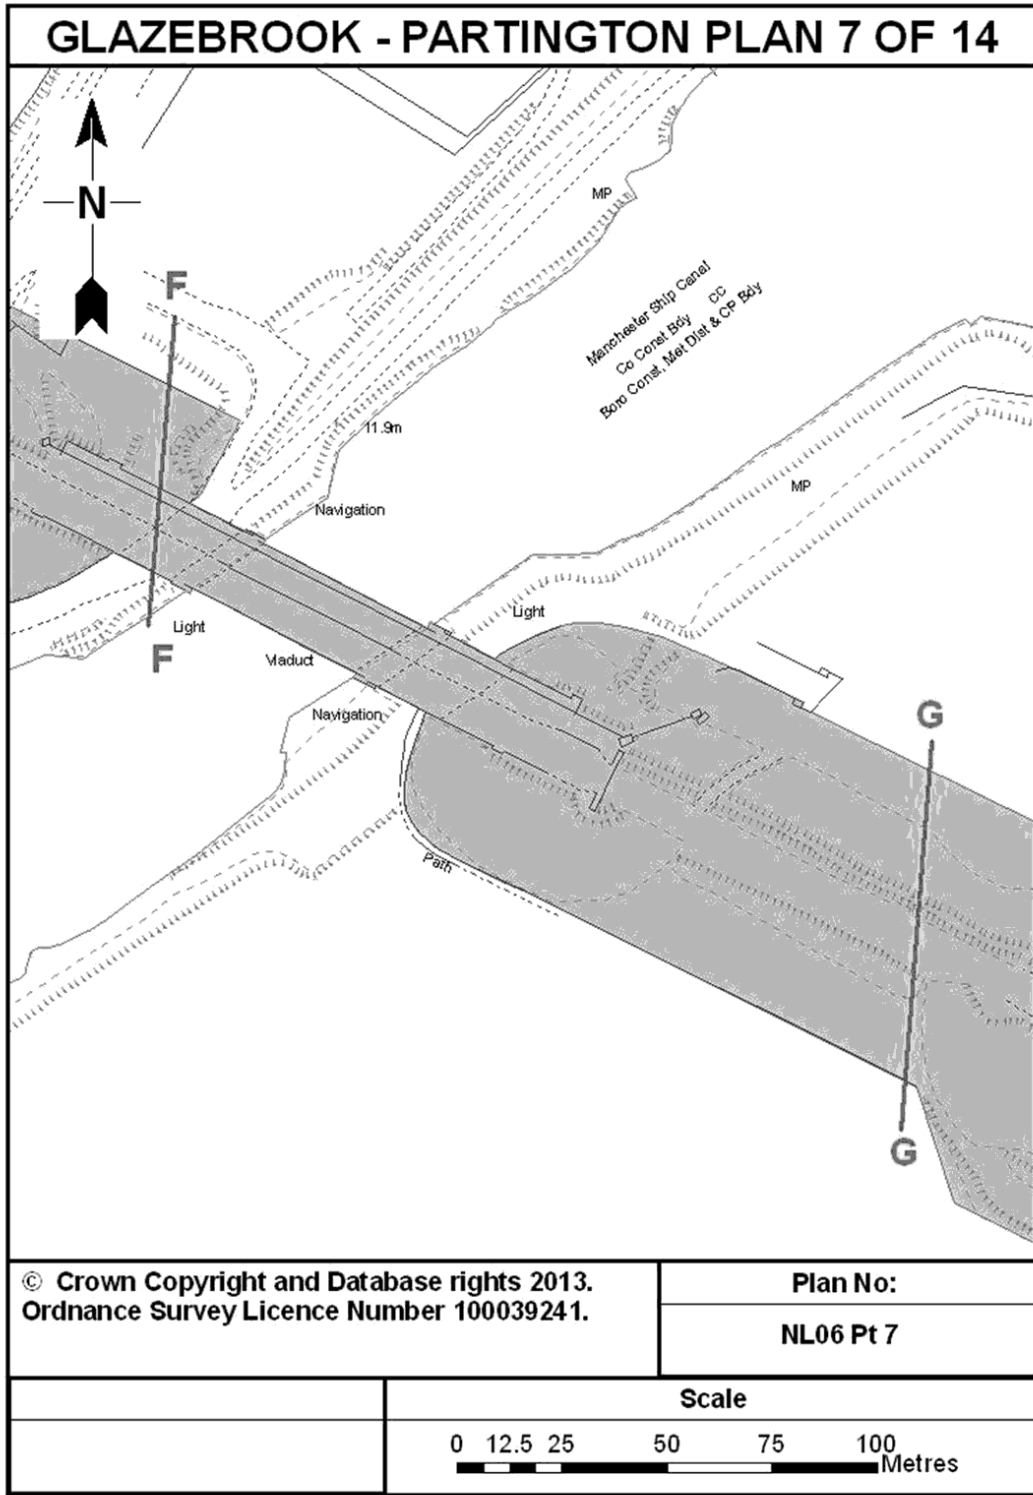 GLAZEBROOK - PARTINGTON PLAN 7 OF 14
N
MP
Manchester Ship Canal
Co Const Bdy CC
Boro Const, Met Dist & CP Bdy
F
11.9m
MP
Navigation
Light
Light
F
Viaduct
Navigation
G
Path
G
© Crown Copyright and Database rights 2013.
Ordnance Survey Licence Number 100039241.
Plan No:
NL06 Pt 7
Scale
0 12.5 25 50 75 100
Metres